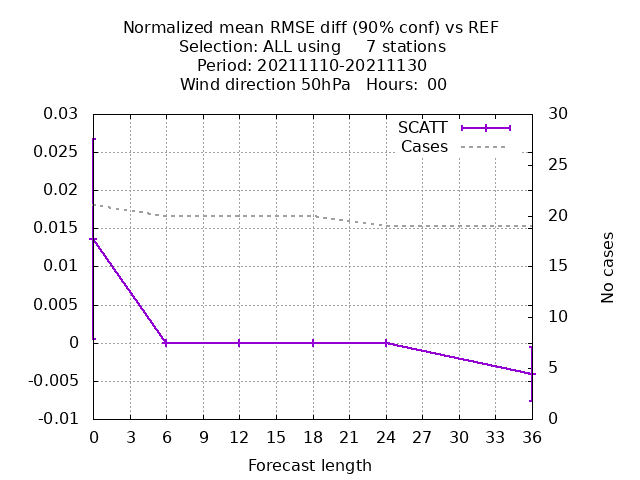 Normalized mean RMSE diff (90% conf) vs REF
Selection: ALL using     7 stations
Period: 20211110-20211130
Wind direction 50hPa   Hours:  00
SCATT
Cases
0.03
0.025
0.02
0.015
0.01
0.005
0
-0.005
-0.01
30
25
20
15
10
5
0
No cases
0 3 6 9 12 15 18 21 24 27 30 33 36
Forecast length